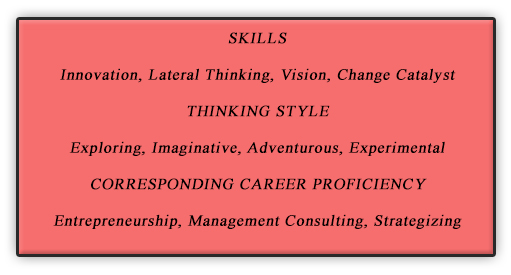 SKILLS
Innovation, Lateral Thinking, Vision, Change Catalyst
THINKING STYLE
Exploring, Imaginative, Adventurous, Experimental
CORRESPONDING CAREER PROFICIENCY
Entrepreneurship, Management Consulting, Strategizing